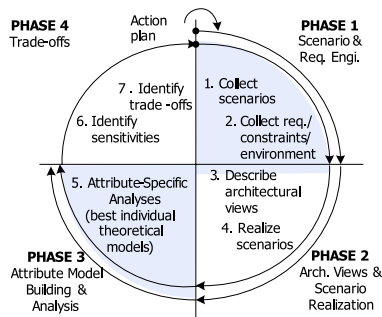 PHASE 4
Trade-offs
Action
plan
PHASE 1
Scenario &
Req. Engi.
7 . Identify
trade -offs
6. Identify
sensitivities
1. Collect
scenarios
2. Collect req./
constraints/
environment
5. Attribute-Specific
Analyses
(best individual
theoretical
models)
3. Describe
architectural
views
4. Realize
scenarios
PHASE 3
Attribute Model
Building &
Analysis
PHASE 2
Arch. Views &
Scenario
Realization